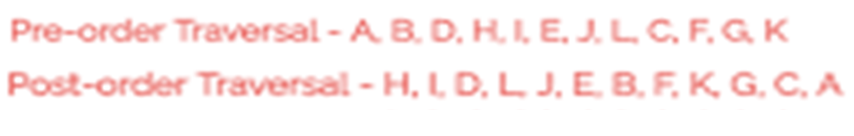 Pre-order Traversal - A, B, D, H, I, E, J, L, C, F, G, K
Post-order Traversal - H, I, D, L, J, E, B, F, K, G, C, A